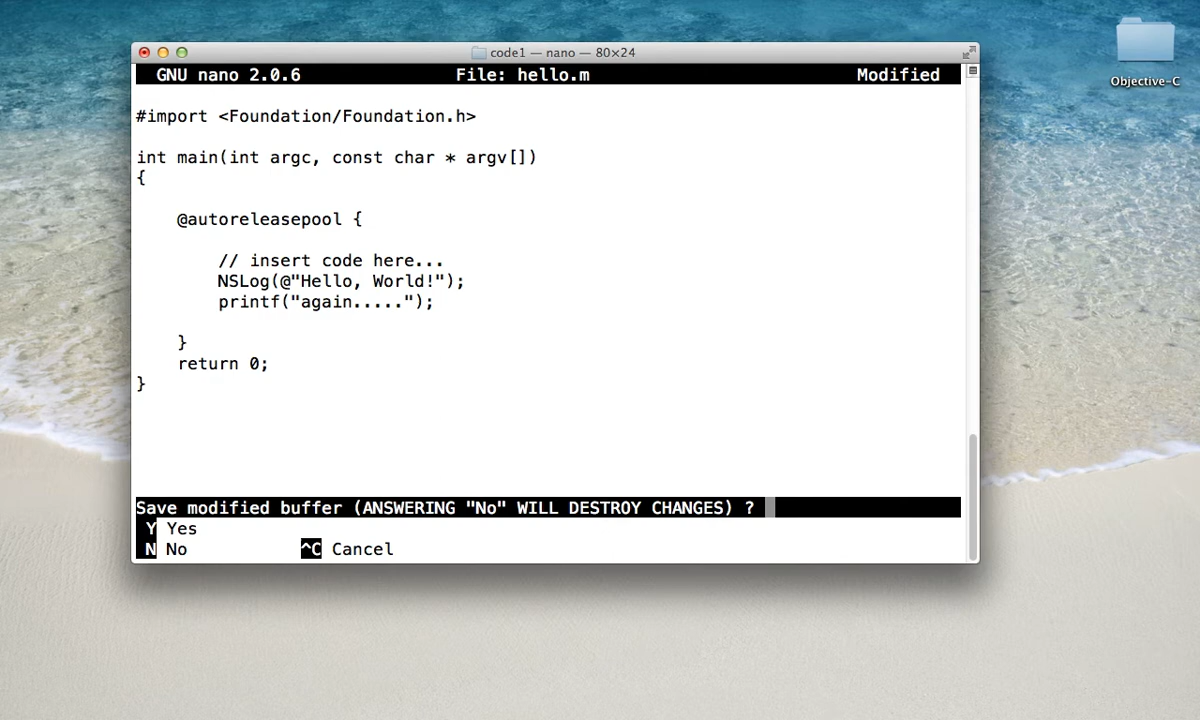 code1 — nano — 80×24
GNU nano 2.0.6 File: hello.m Modified
#import <Foundation/Foundation.h>
int main(int argc, const char * argv[])
{
@autoreleasepool {
// insert code here...
NSLog(@"Hello, World!");
printf("again.....");
}
return 0;
}
Save modified buffer (ANSWERING "No" WILL DESTROY CHANGES) ?
Y Yes
N No ^C Cancel
Objective-C